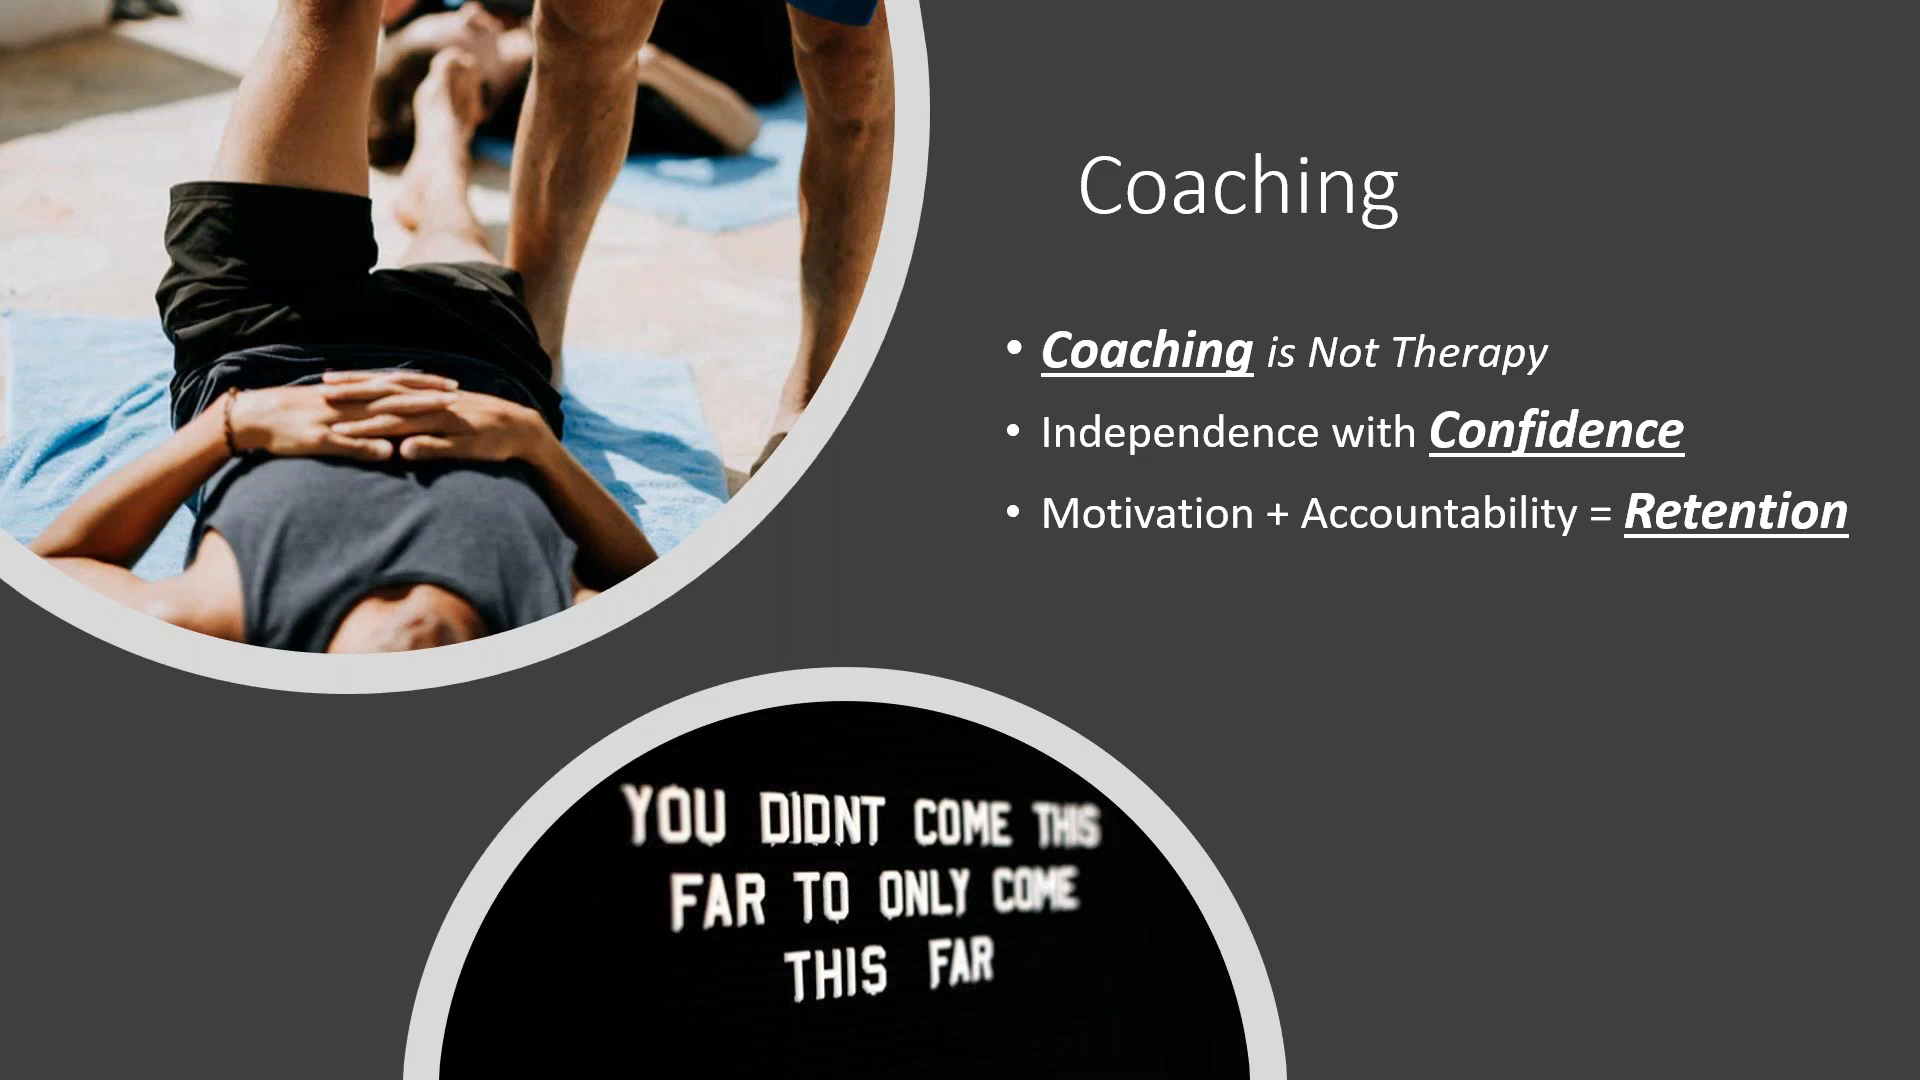 Coaching
• Coaching is Not Therapy
• Independence with Confidence
• Motivation + Accountability = Retention
YOU DIDNT COME THIS
FAR TO ONLY COME
THIS FAR